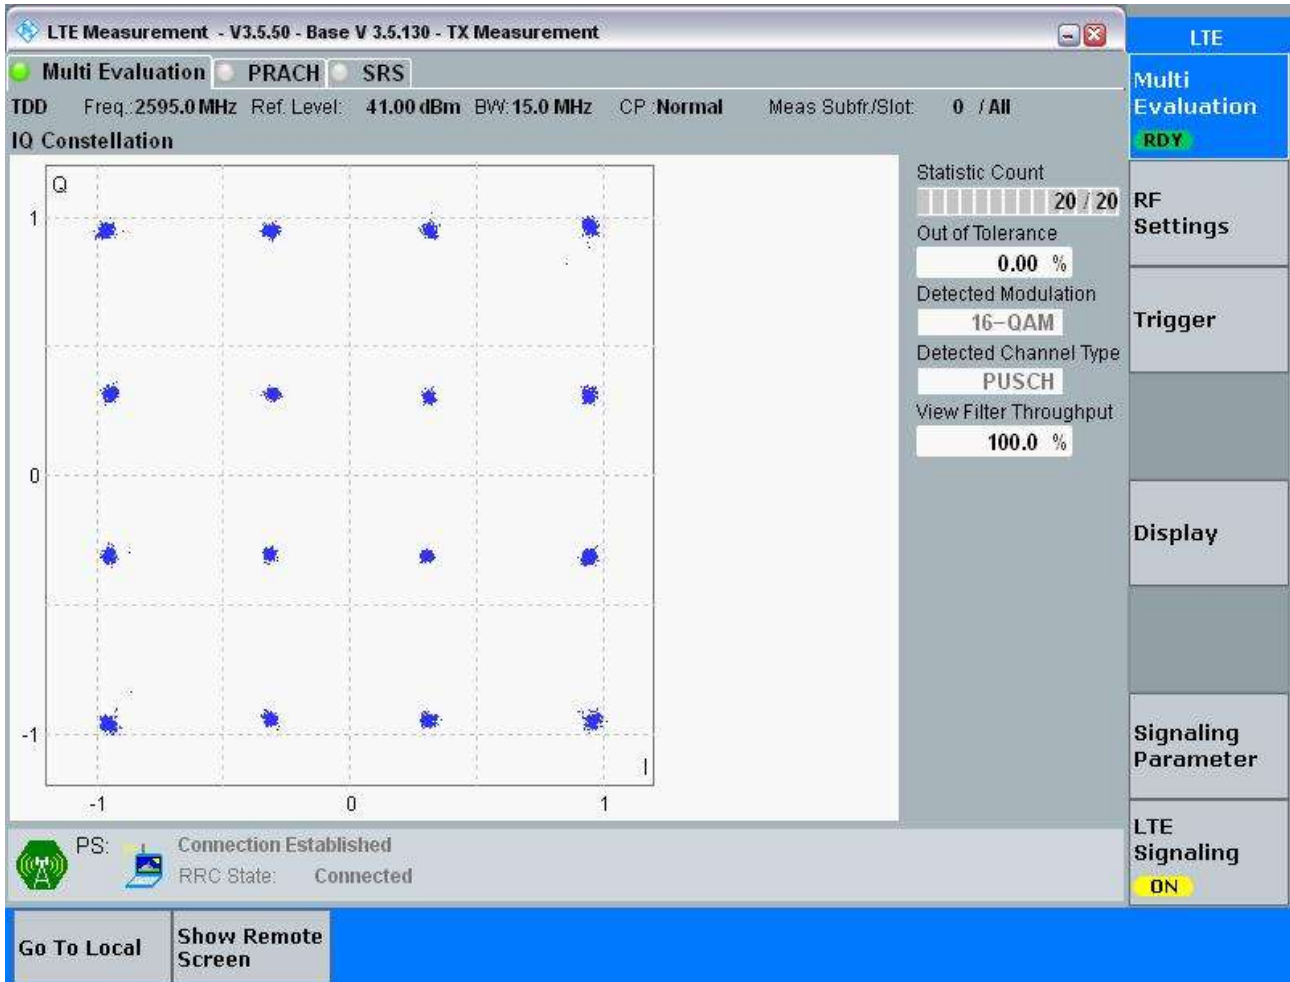 LTE Measurement - V3.5.50 - Base V 3.5.130 - TX Measurement
LTE
Multi Evaluation PRACH SRS
TDD Freq.:2595.0 MHz Ref. Level: 41.00 dBm BW:15.0 MHz CP :Normal Meas Subfr./Slot: 0 / All
IQ Constellation
Q
1
0
-1
I
-1 0 1
Statistic Count
20 / 20
Out of Tolerance
0.00 %
Detected Modulation
16-QAM
Detected Channel Type
PUSCH
View Filter Throughput
100.0 %
Multi
Evaluation
RDY
RF
Settings
Trigger
Display
Signaling
Parameter
LTE
Signaling
ON
PS: Connection Established
RRC State: Connected
Go To Local
Show Remote
Screen